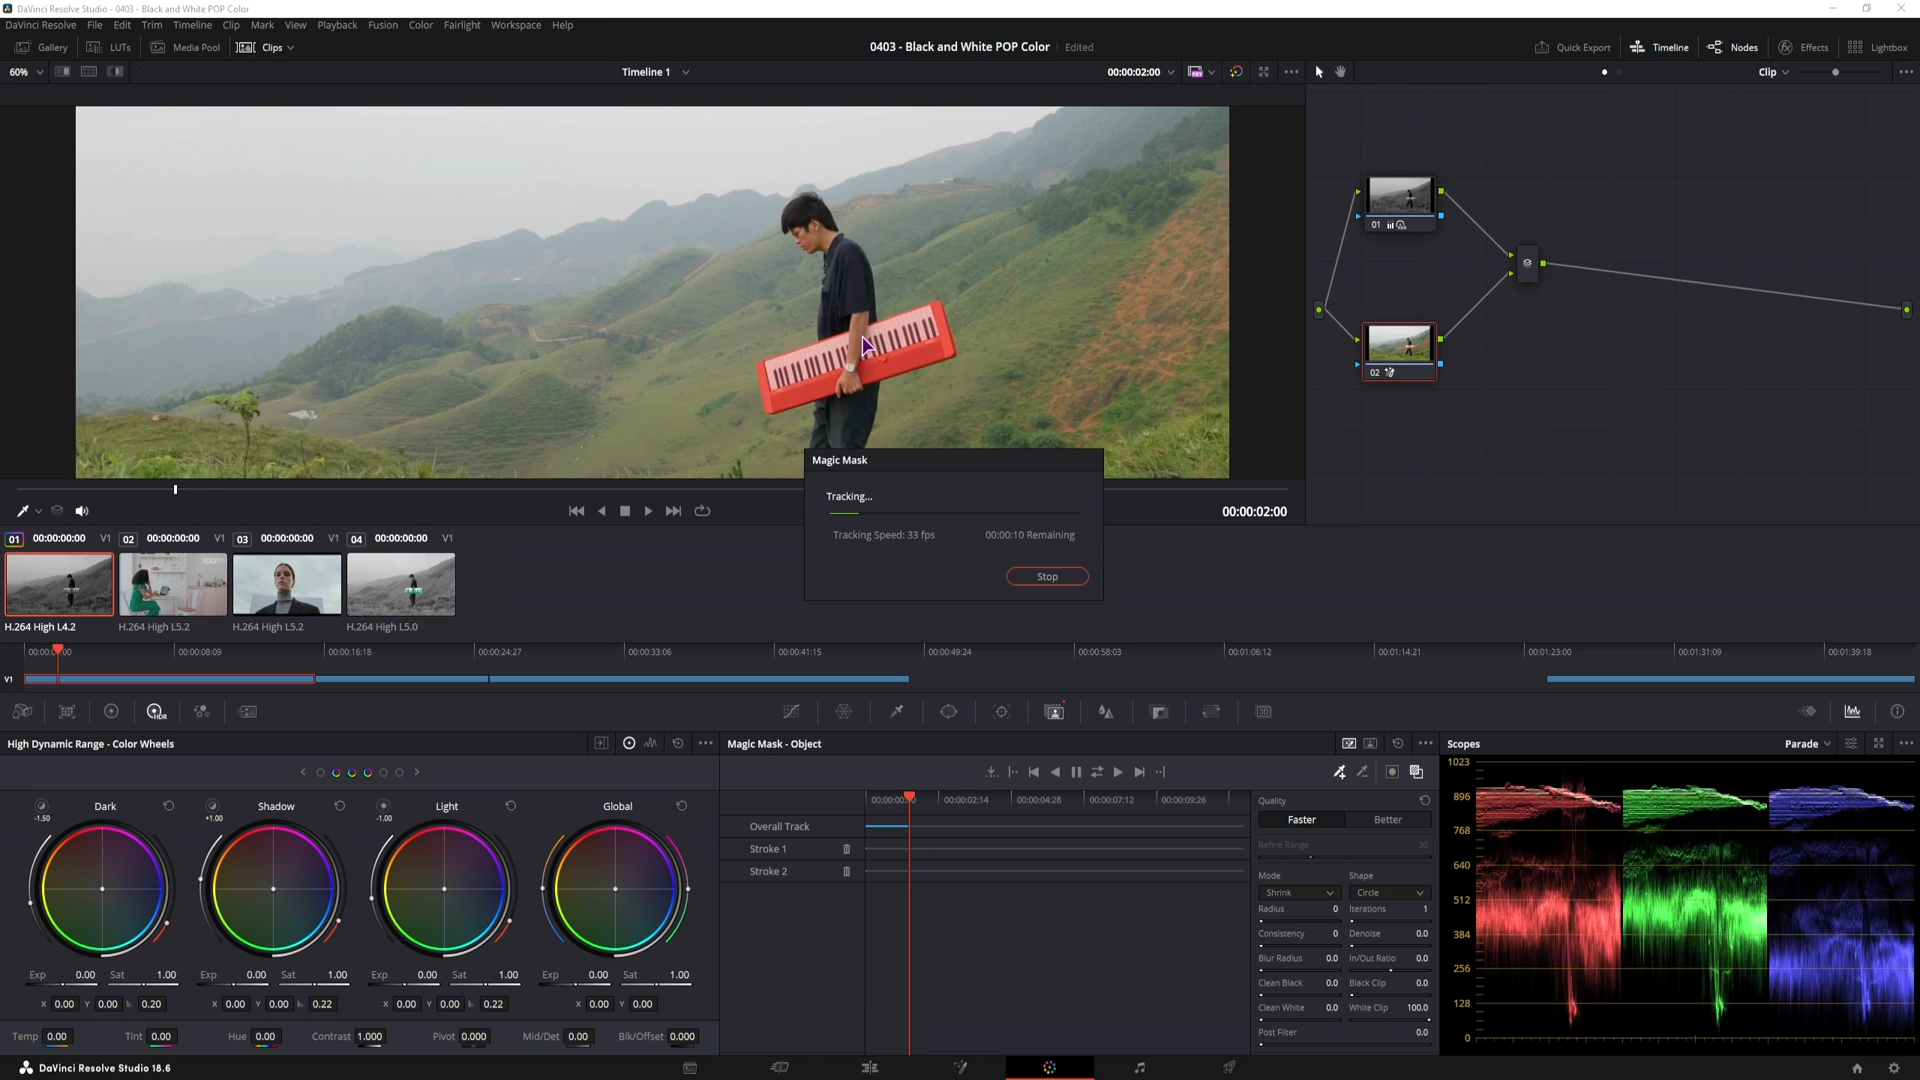 DaVinci Resolve Studio - 0403 - Black and White POP Color
DaVinci Resolve File Edit Trim Timeline Clip Mark View Playback Fusion Color Fairlight Workspace Help
Gallery LUTs Media Pool Clips 0403 - Black and White POP Color Edited Quick Export Timeline Nodes Effects Lightbox
60% Timeline 1 00:00:02:00 Clip
01
02
Magic Mask
Tracking...
Tracking Speed: 33 fps 00:00:10 Remaining
Stop
00:00:02:00
01 00:00:00:00 V1 02 00:00:00:00 V1 03 00:00:00:00 V1 04 00:00:00:00 V1
H.264 High L4.2 H.264 High L5.2 H.264 High L5.2 H.264 High L5.0
00:00:08:09 00:00:16:18 00:00:24:27 00:00:33:06 00:00:41:15 00:00:49:24 00:00:58:03 00:01:06:12 00:01:14:21 00:01:23:00 00:01:31:09 00:01:39:18
V1
HDR 3D
High Dynamic Range - Color Wheels Magic Mask - Object Scopes Parade
Dark Shadow Light Global
-1.50 +1.00 -1.00
Exp 0.00 Sat 1.00 Exp 0.00 Sat 1.00 Exp 0.00 Sat 1.00 Exp 0.00 Sat 1.00
X 0.00 Y 0.00 0.20 X 0.00 Y 0.00 0.22 X 0.00 Y 0.00 0.22 X 0.00 Y 0.00
Temp 0.00 Tint 0.00 Hue 0.00 Contrast 1.000 Pivot 0.000 Mid/Det 0.00 Blk/Offset 0.000
00:00:02:14 00:00:04:28 00:00:07:12 00:00:09:26
Overall Track
Stroke 1
Stroke 2
Quality
Faster Better
Refine Range 30
Mode Shape
Shrink Circle
Radius 0 Iterations 1
Consistency 0 Denoise 0.0
Blur Radius 0.0 In/Out Ratio 0.0
Clean Black 0.0 Black Clip 0.0
Clean White 0.0 White Clip 100.0
Post Filter 0.0
1023
896
768
640
512
384
256
128
0
DaVinci Resolve Studio 18.6